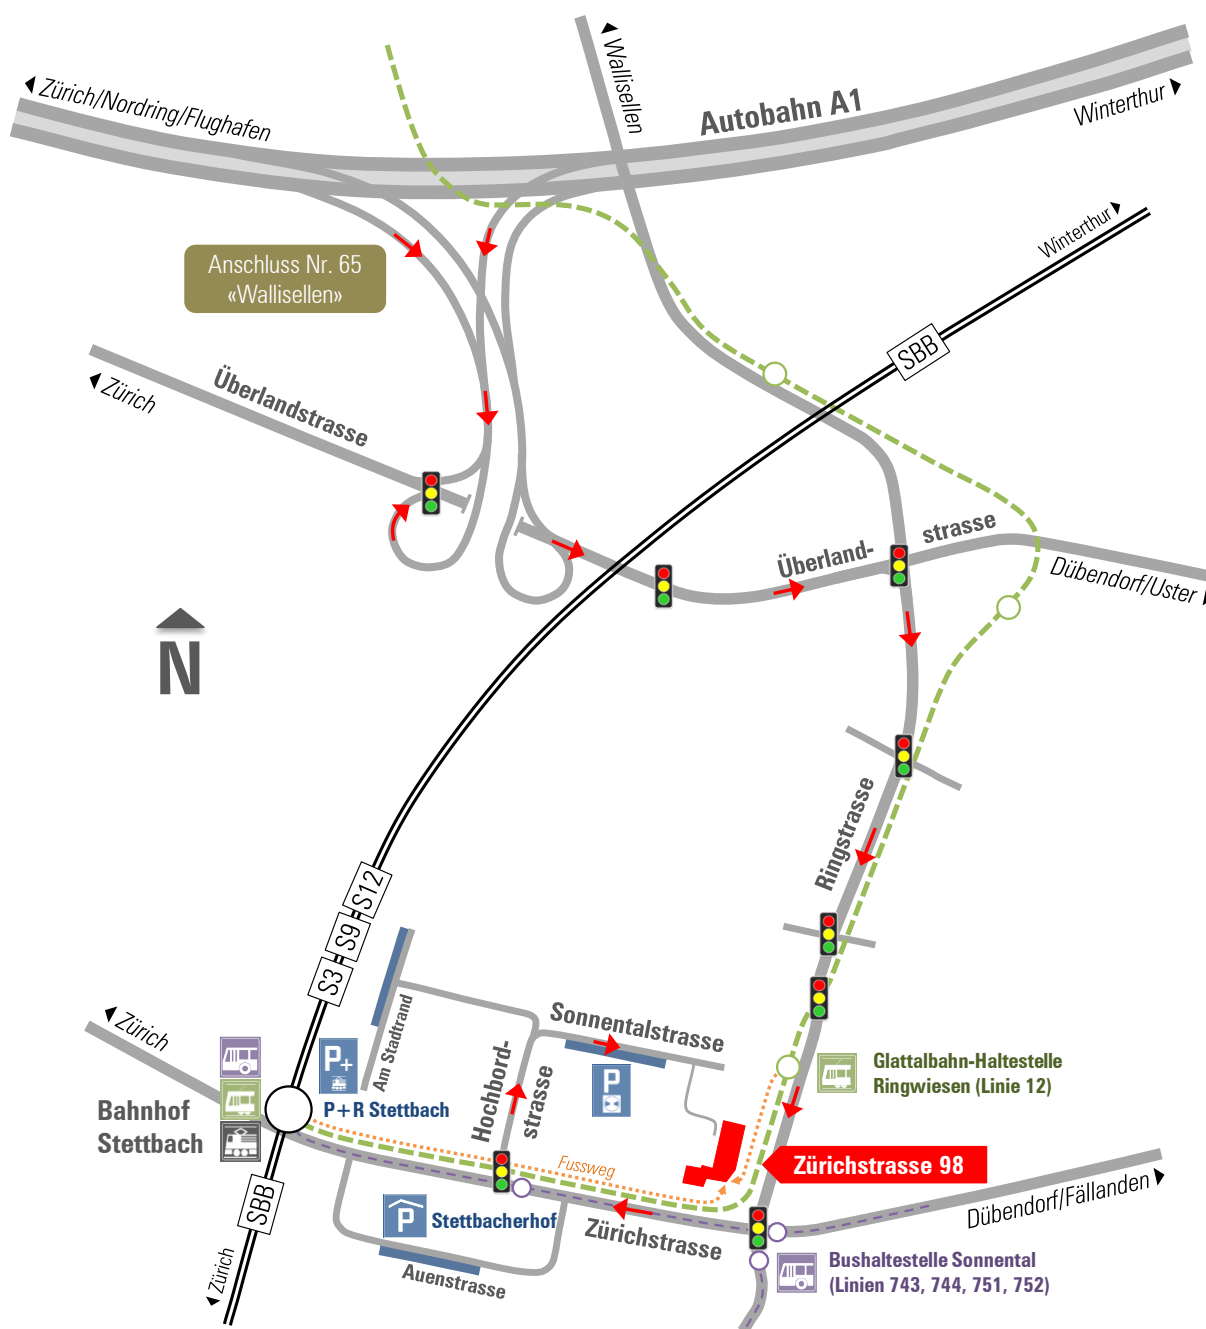 Walllisellen
Zürich/Nordring/Flughafen
Autobahn A1
Winterthur
Winterthur
Anschluss Nr. 65
«Wallisellen»
SBB
Zürich
Überlandstrasse
Überland-
strasse
Dübendorf/Uster
N
Ringstrasse
S12
S9
S3
Zürich
Am Stadtrand
Hochbord-
strasse
Sonnentalstrasse
P+
P
Glattalbahn-Haltestelle
Ringwiesen (Linie 12)
Bahnhof
Stettbach
P+R Stettbach
Fussweg
Zürichstrasse 98
SBB
P
Stettbacherhof
Zürichstrasse
Dübendorf/Fällanden
Auenstrasse
Zürich
Bushaltestelle Sonnental
(Linien 743, 744, 751, 752)